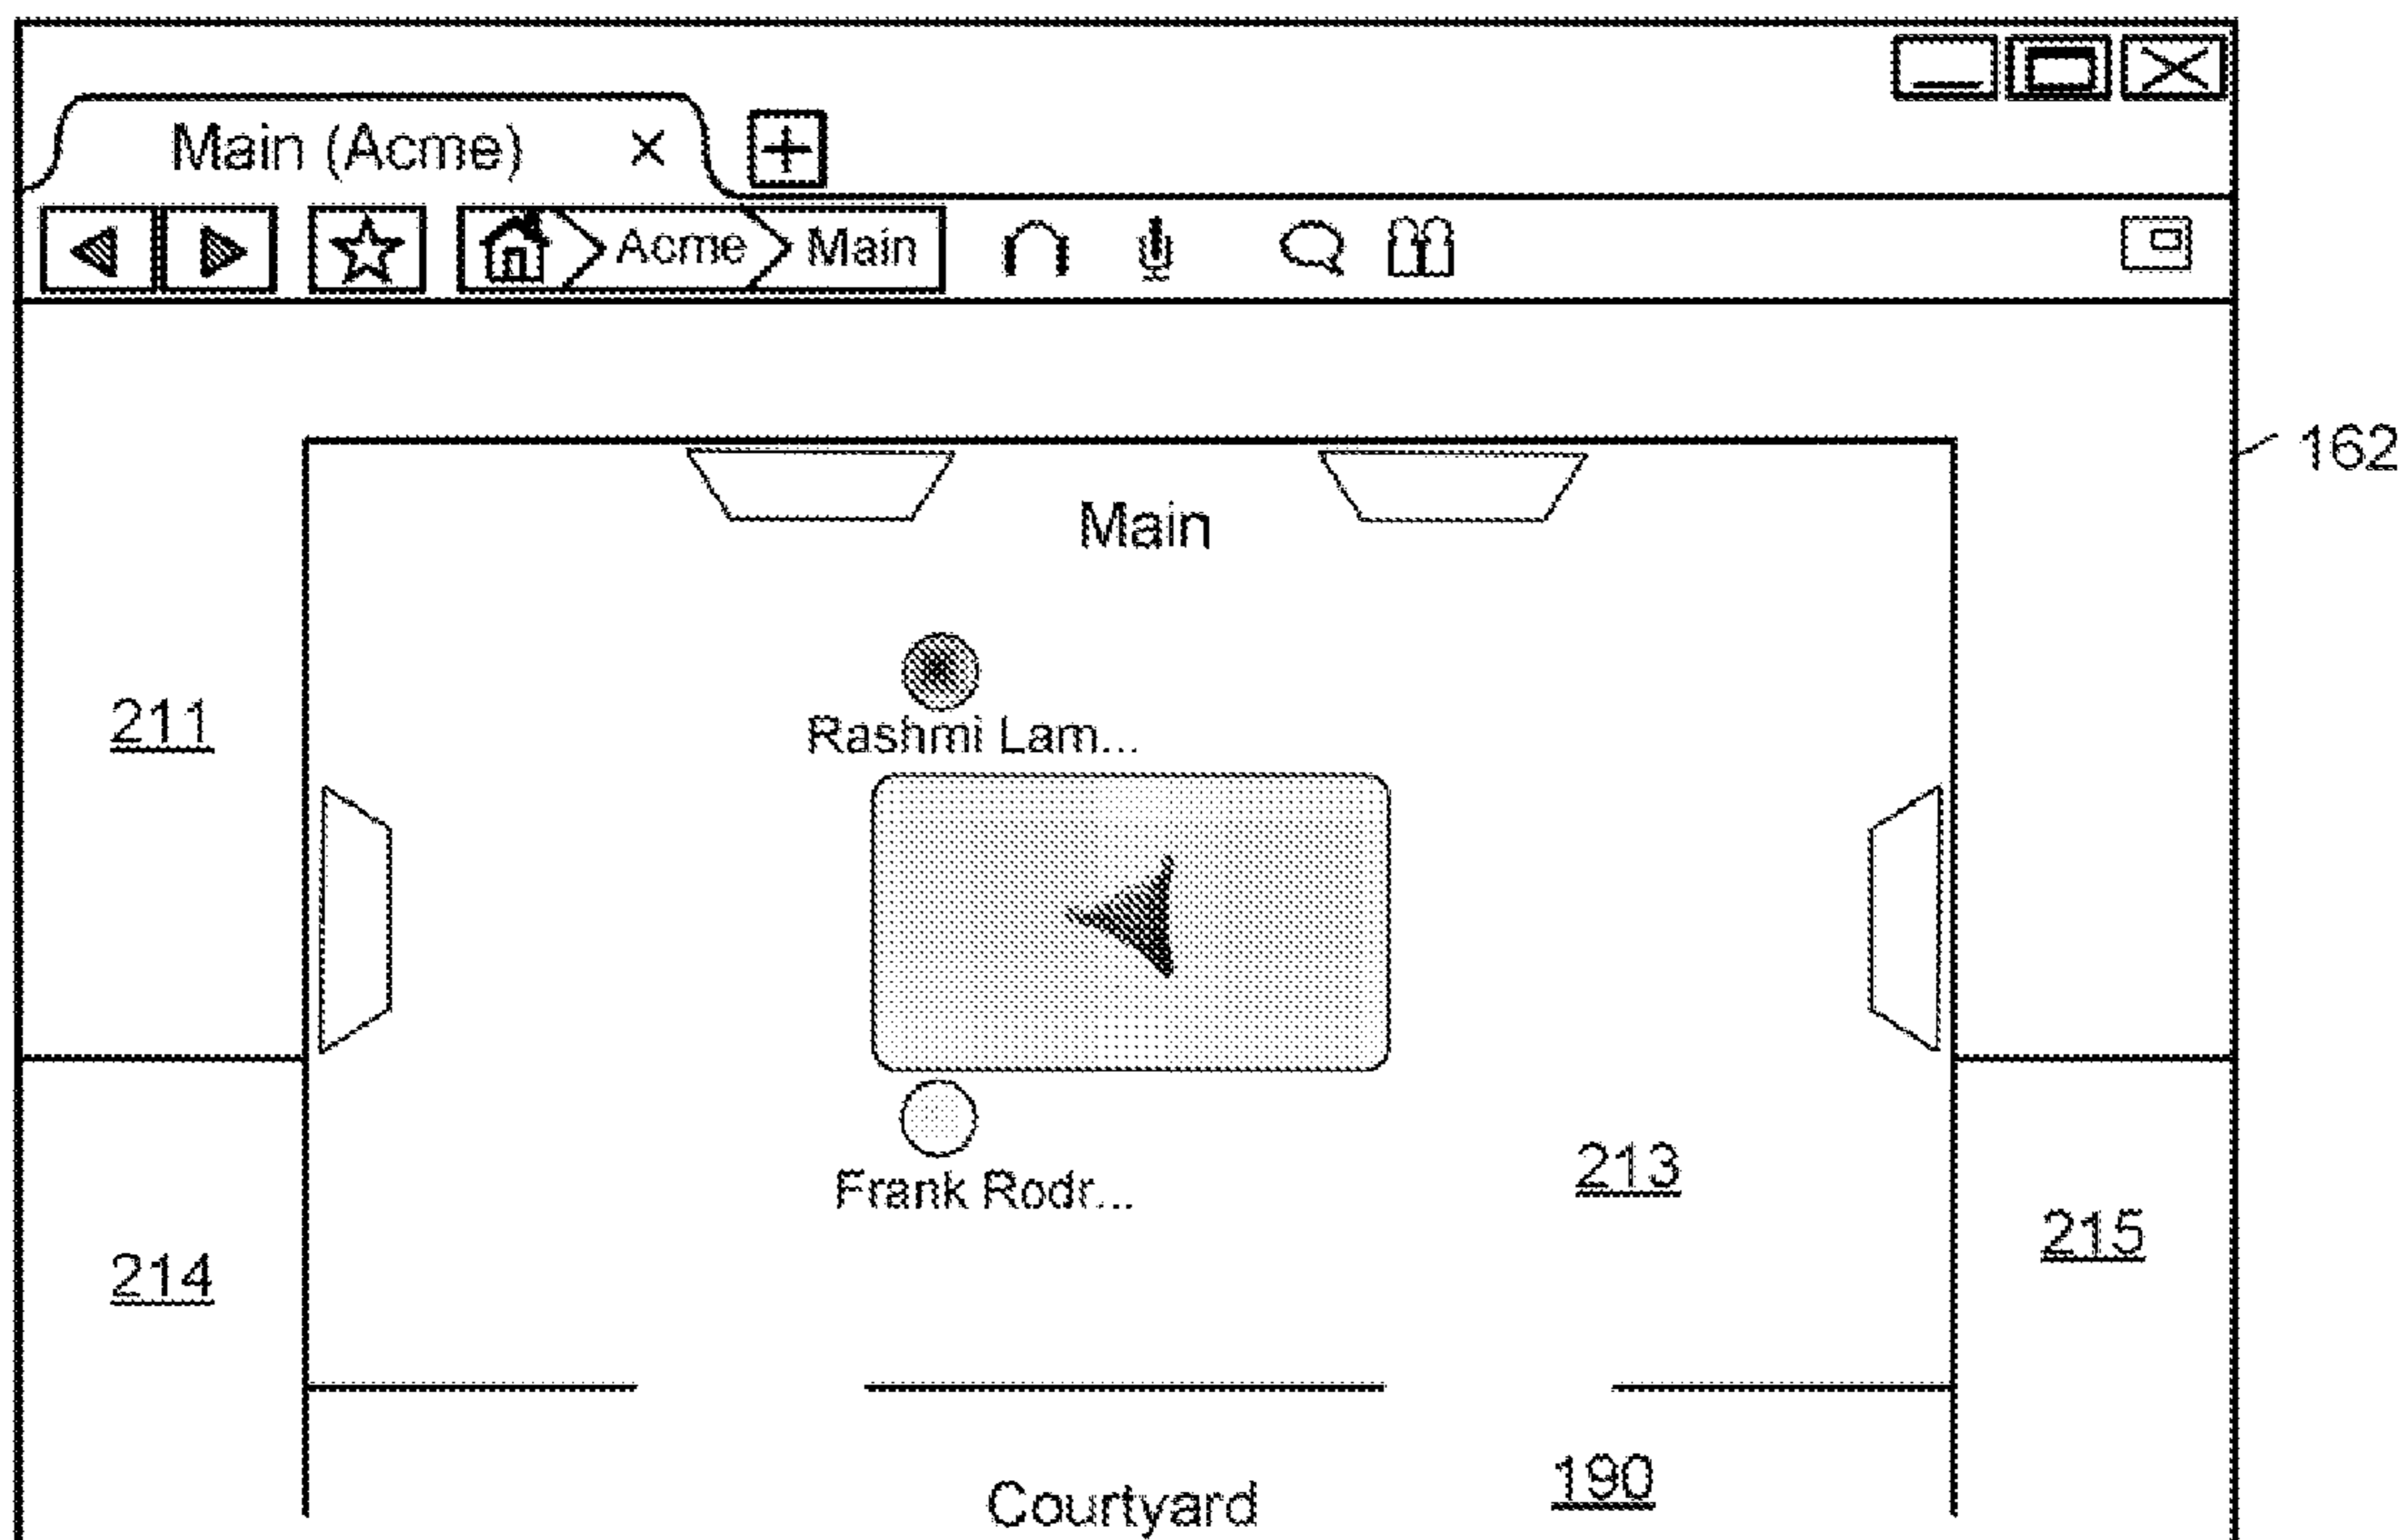 Main (Acme) ×
Acme Main
162
Main
211
Rashmi Lam...
Frank Rodr...
213
215
214
190
Courtyard